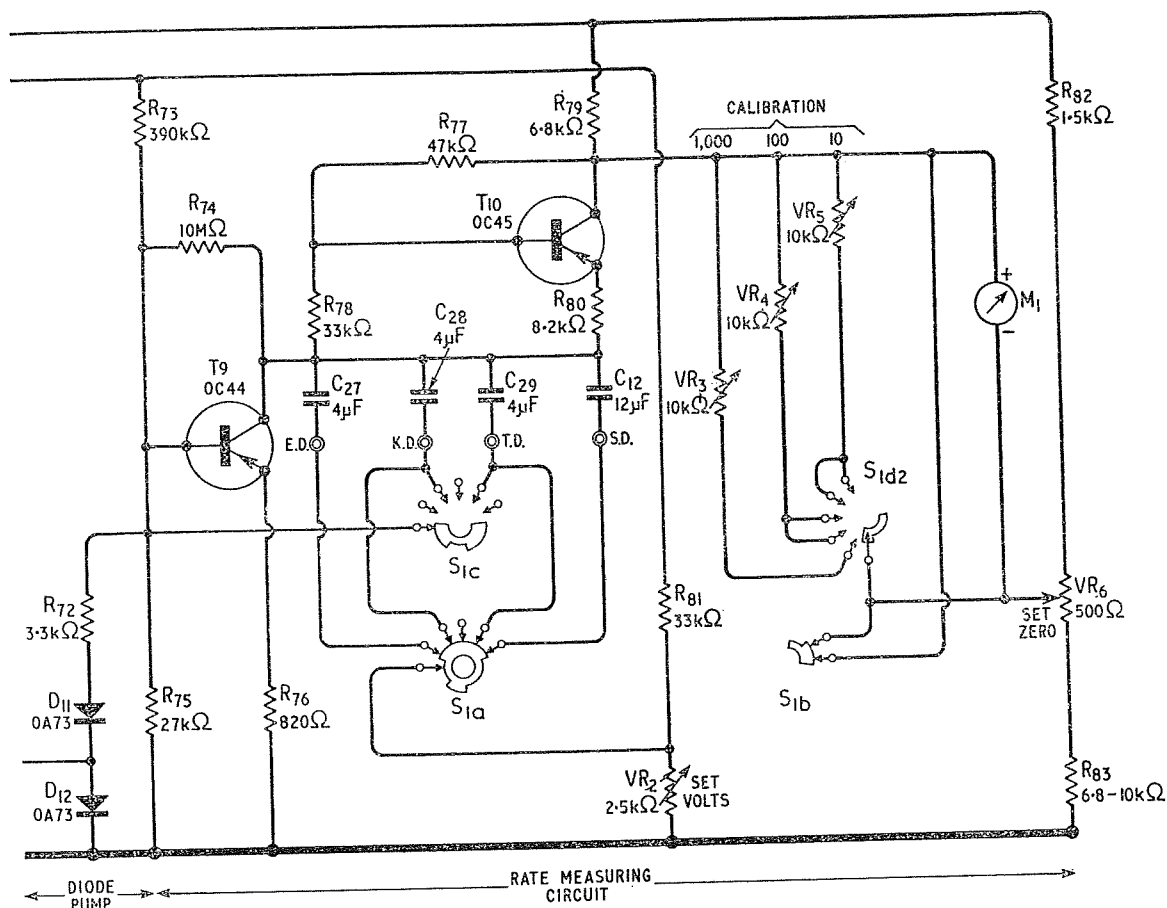 R73
390kΩ
R74
10MΩ
R77
47kΩ
R79
6·8kΩ
CALIBRATION
1,000 100 10
R82
1·5kΩ
T10
OC45
VR5
10kΩ
VR4
10kΩ
VR3
10kΩ
+
M1
−
R78
33kΩ
C28
4μF
R80
8·2kΩ
T9
OC44
C27
4μF
C29
4μF
C12
12μF
E.D.
K.D.
T.D.
S.D.
S1c
S1d2
R72
3·3kΩ
R81
33kΩ
VR6
500Ω
SET
ZERO
S1a
S1b
D11
OA73
R75
27kΩ
R76
820Ω
D12
OA73
VR2
2·5kΩ
SET
VOLTS
R83
6·8–10kΩ
DIODE
PUMP
RATE MEASURING
CIRCUIT